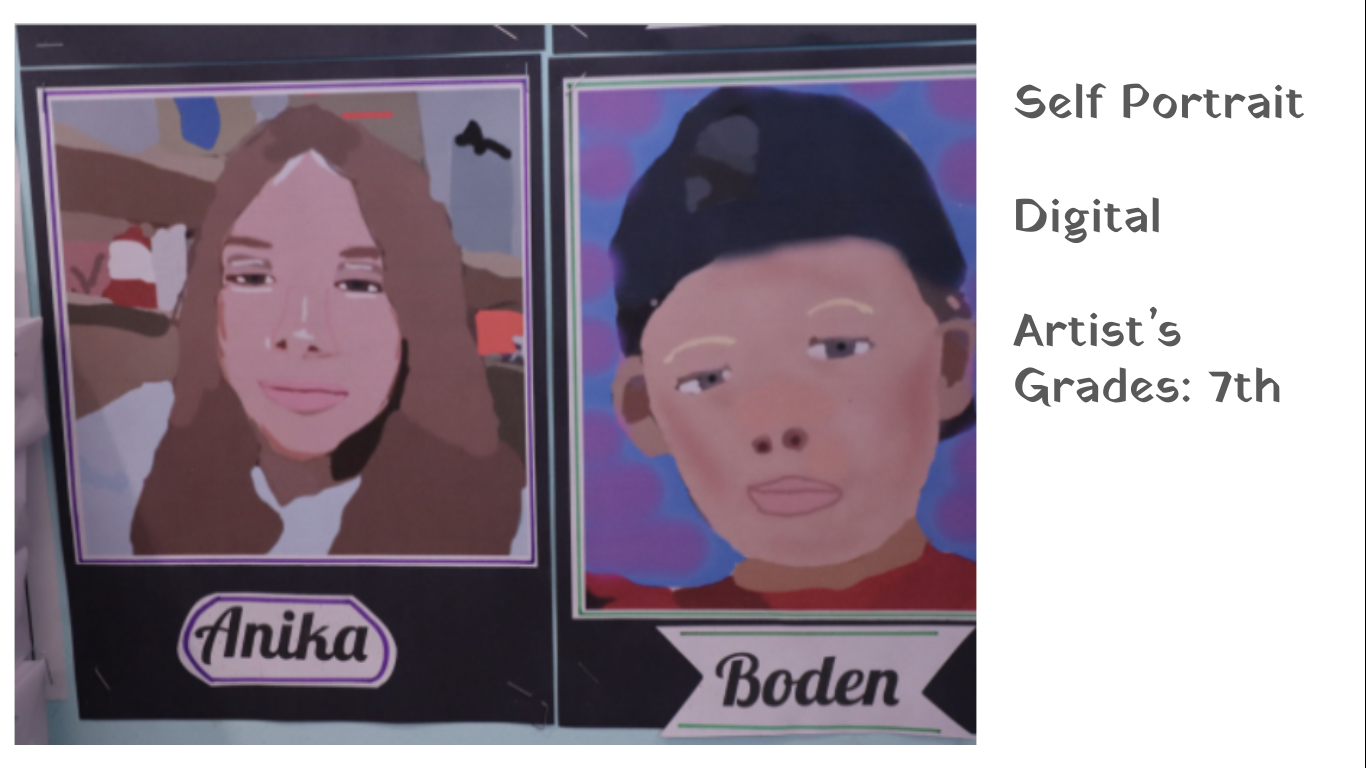 Self Portrait
Digital
Artist's
Grades: 7th
Anika
Boden